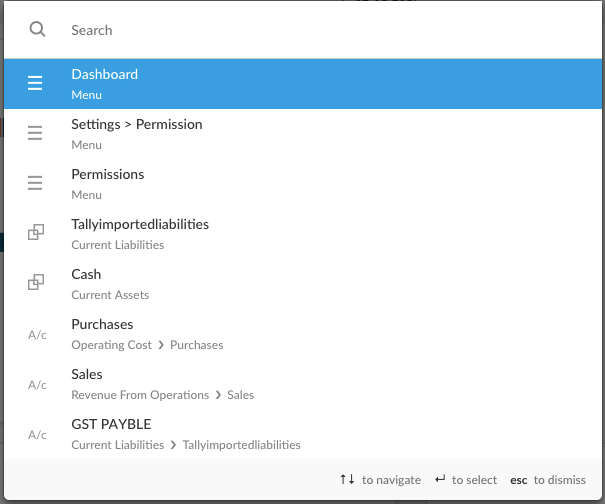 Search
Dashboard
Menu
Settings > Permission
Menu
Permissions
Menu
Tallyimportedliabilities
Current Liabilities
Cash
Current Assets
A/c Purchases
Operating Cost > Purchases
A/c Sales
Revenue From Operations > Sales
A/c GST PAYBLE
Current Liabilities > Tallyimportedliabilities
↑↓ to navigate ↵ to select esc to dismiss